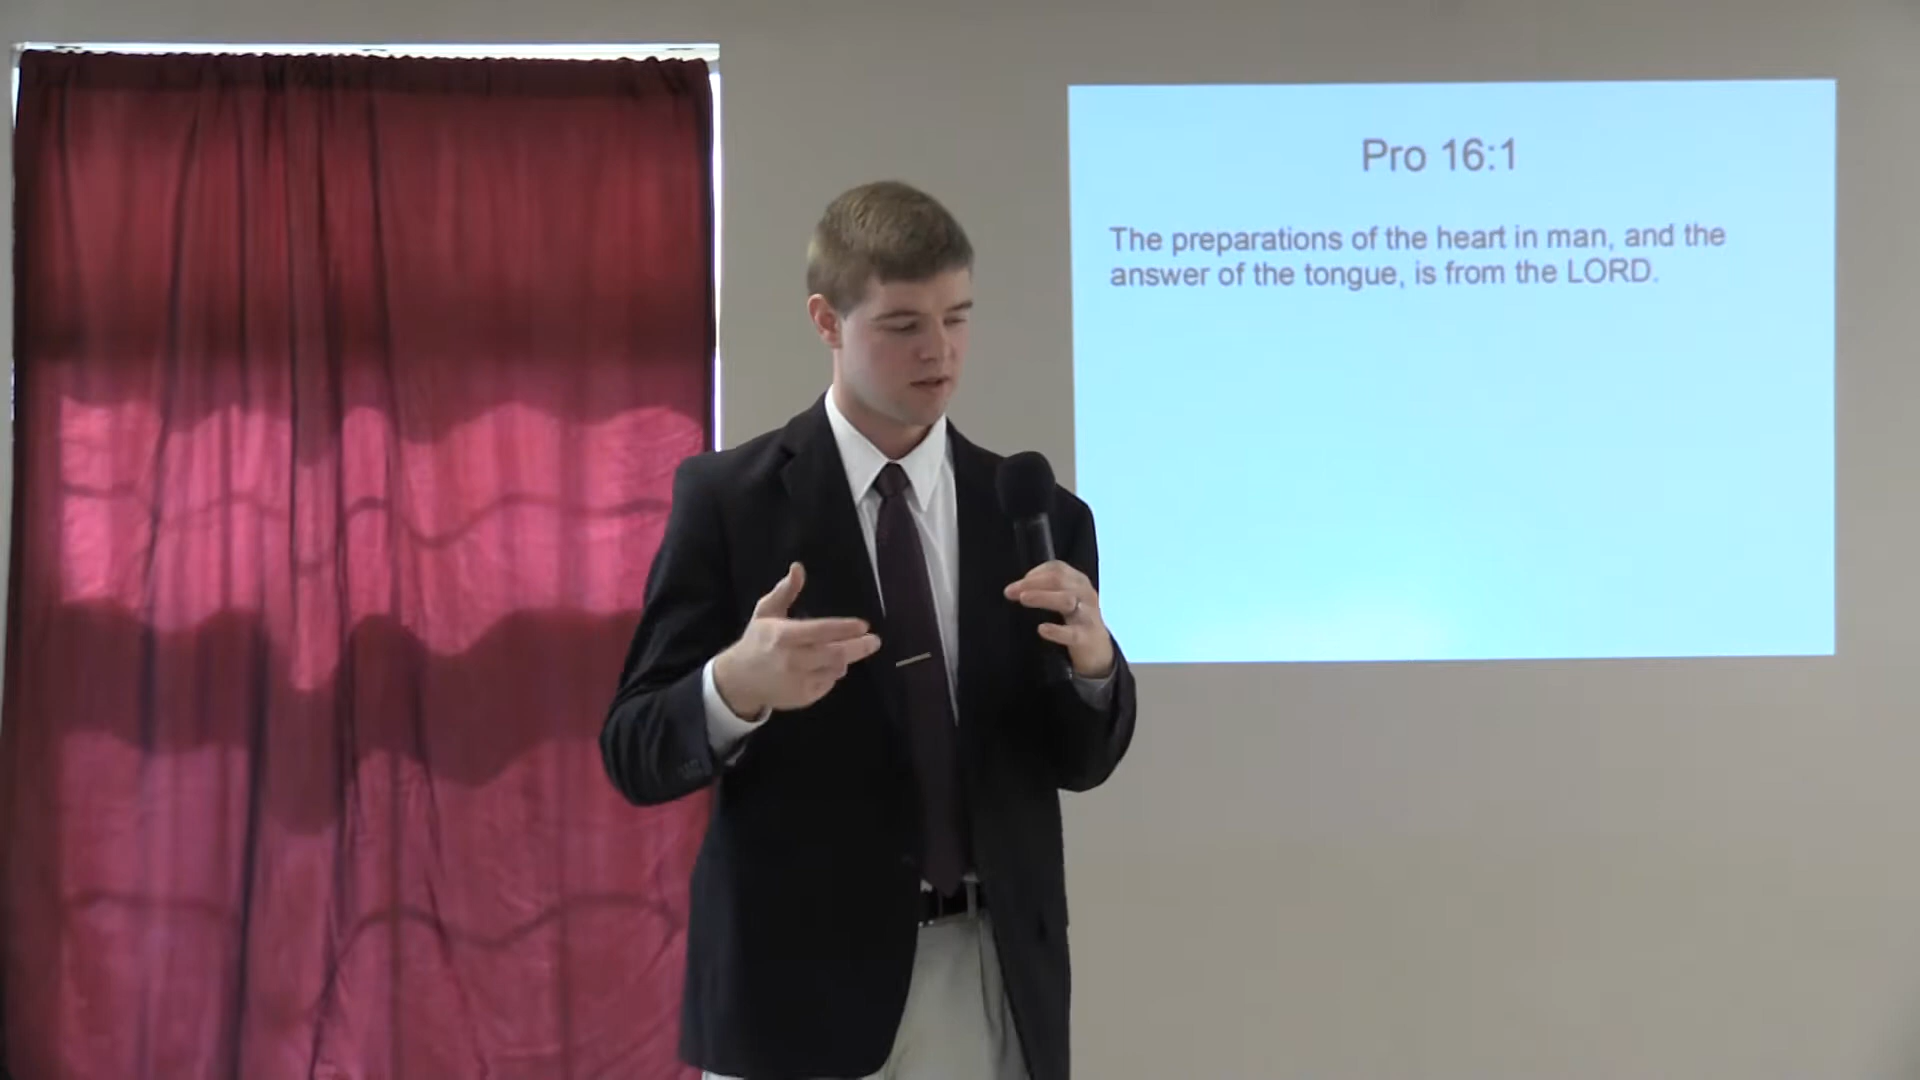 Pro 16:1
The preparations of the heart in man, and the
answer of the tongue, is from the LORD.